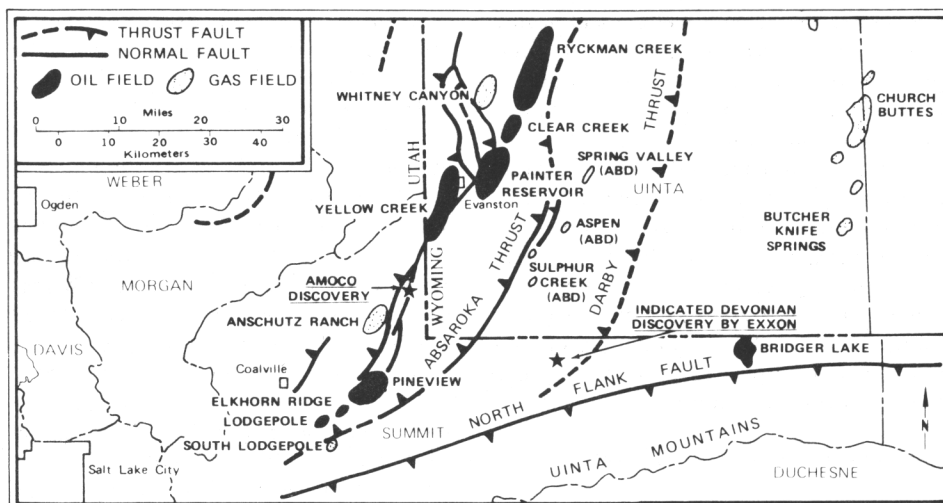 THRUST FAULT
NORMAL FAULT
OIL FIELD
GAS FIELD
Miles
0 10 20 30
0 10 20 30 40
Kilometers
RYCKMAN CREEK
WHITNEY CANYON
CLEAR CREEK
THRUST
CHURCH
BUTTES
WEBER
Ogden
UTAH
SPRING VALLEY
(ABD)
PAINTER
RESERVOIR
UINTA
YELLOW CREEK
Evanston
ASPEN
(ABD)
BUTCHER
KNIFE
SPRINGS
THRUST
SULPHUR
CREEK
(ABD)
MORGAN
AMOCO
DISCOVERY
WYOMING
DARBY
INDICATED DEVONIAN
DISCOVERY BY EXXON
ANSCHUTZ RANCH
ABSAROKA
DAVIS
BRIDGER LAKE
Coalville
PINEVIEW
ELKHORN RIDGE
LODGEPOLE
NORTH FLANK FAULT
SUMMIT
SOUTH LODGEPOLE
N
Salt Lake City
UINTA MOUNTAINS
DUCHESNE